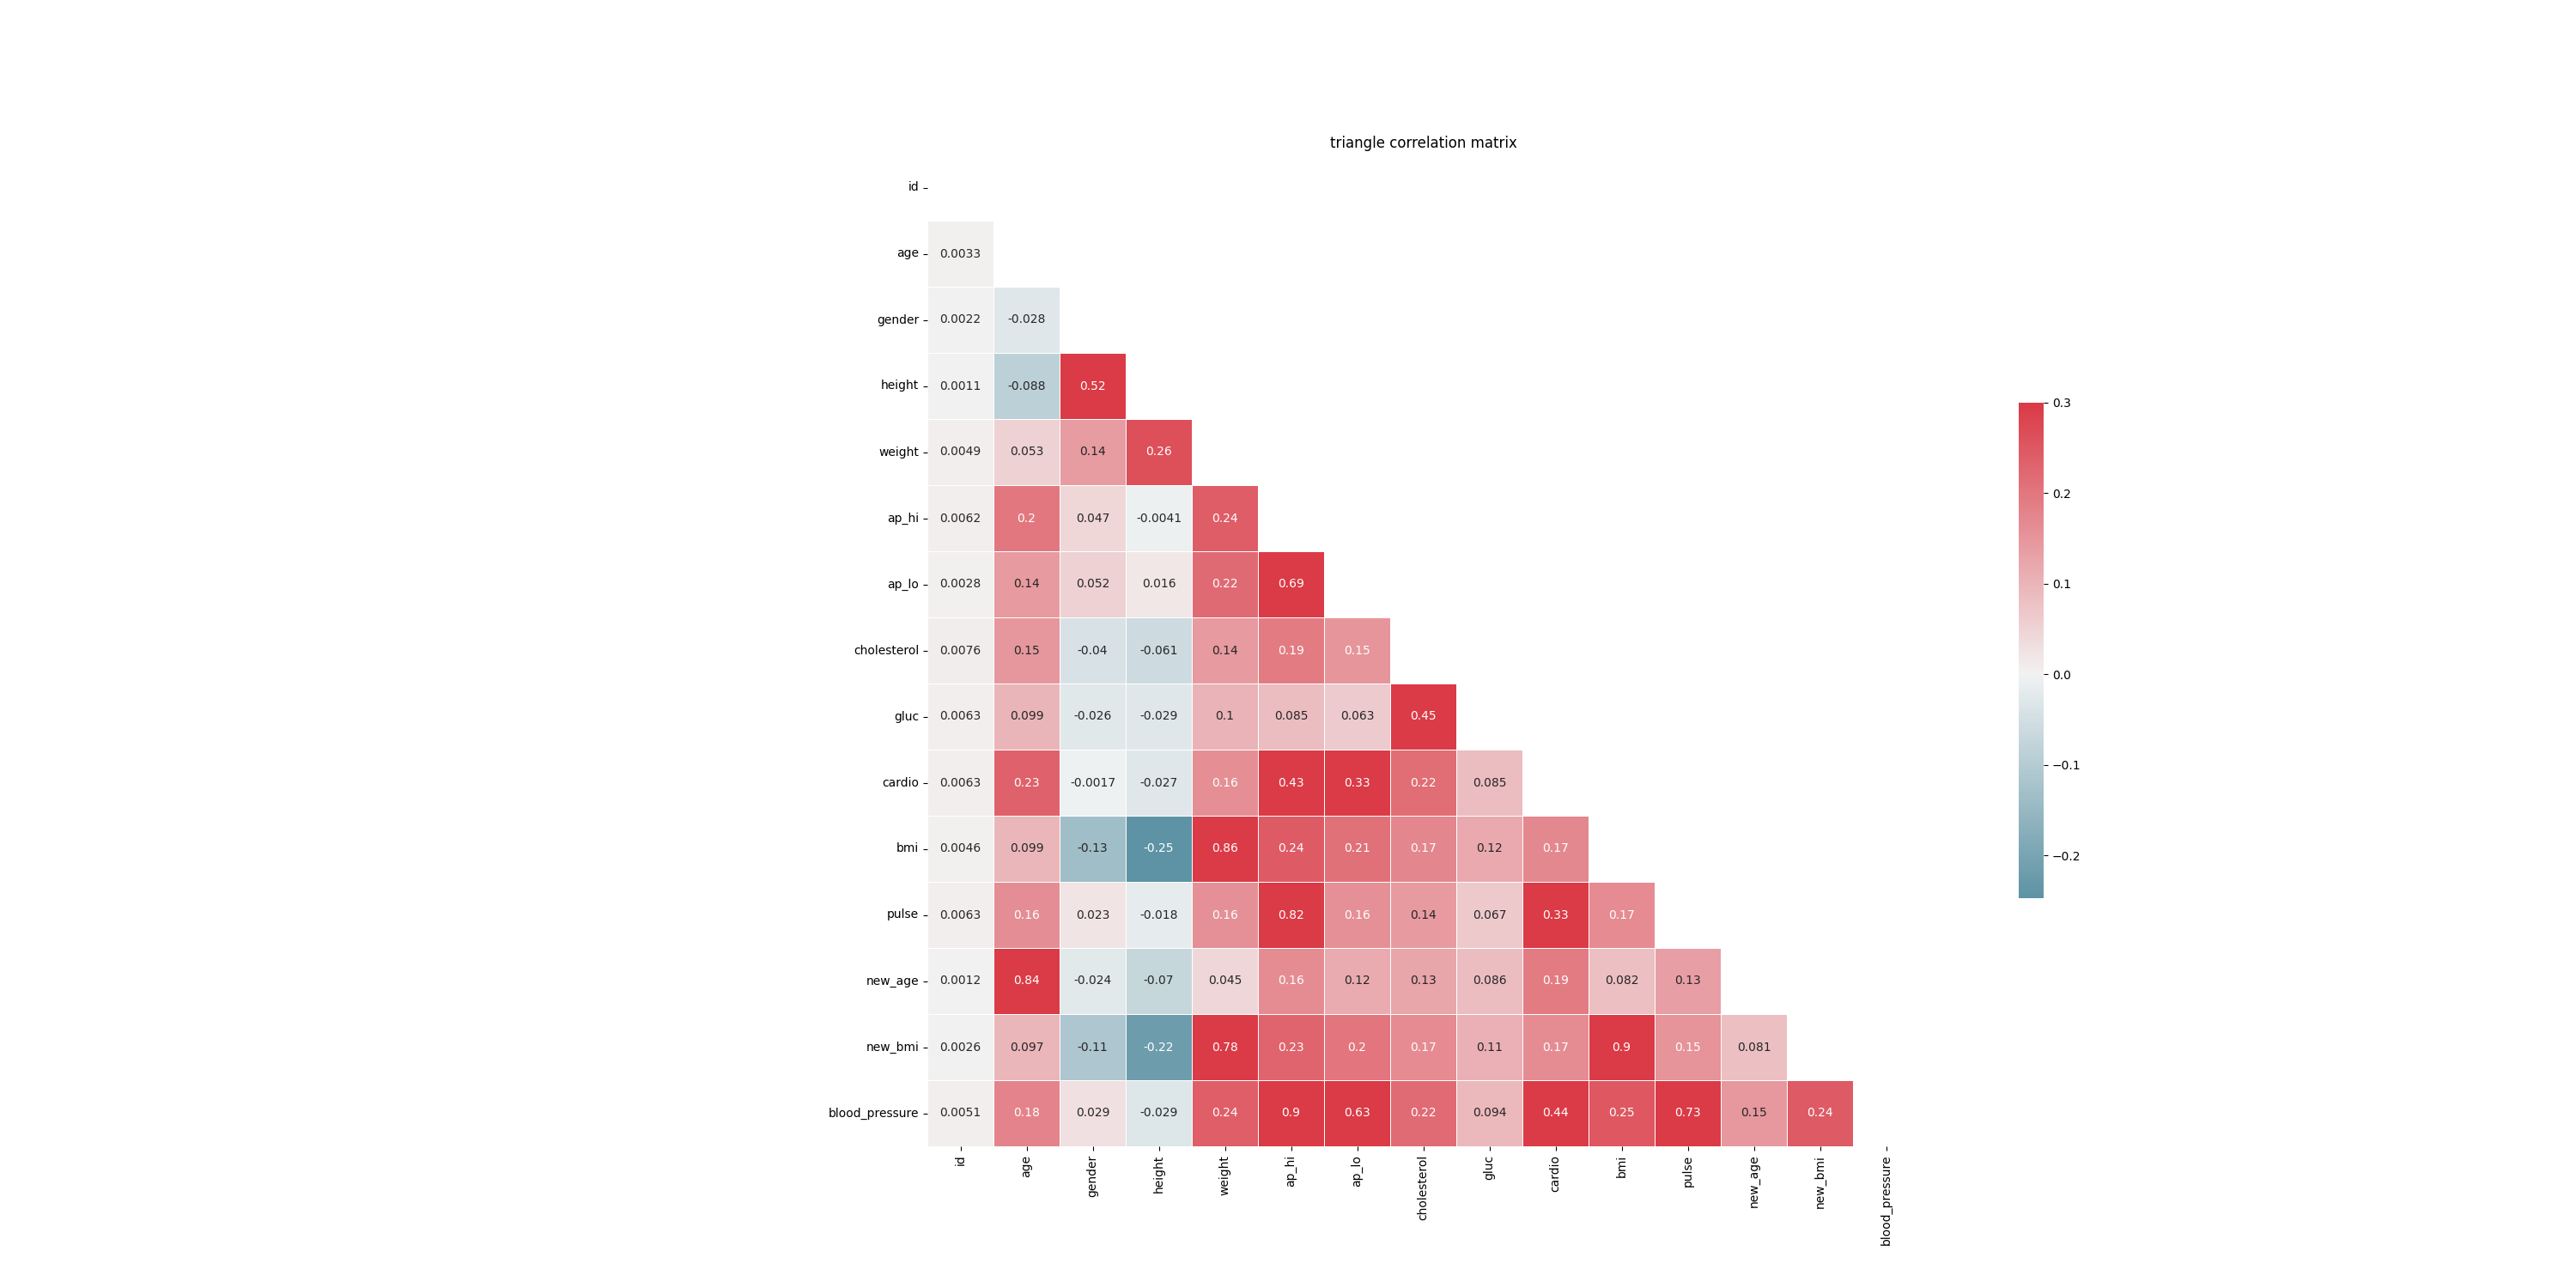 triangle correlation matrix
id
age 0.0033
gender 0.0022 -0.028
height 0.0011 -0.088 0.52
weight 0.0049 0.053 0.14 0.26
ap_hi 0.0062 0.2 0.047 -0.0041 0.24
ap_lo 0.0028 0.14 0.052 0.016 0.22 0.69
cholesterol 0.0076 0.15 -0.04 -0.061 0.14 0.19 0.15
gluc 0.0063 0.099 -0.026 -0.029 0.1 0.085 0.063 0.45
cardio 0.0063 0.23 -0.0017 -0.027 0.16 0.43 0.33 0.22 0.085
bmi 0.0046 0.099 -0.13 -0.25 0.86 0.24 0.21 0.17 0.12 0.17
pulse 0.0063 0.16 0.023 -0.018 0.16 0.82 0.16 0.14 0.067 0.33 0.17
new_age 0.0012 0.84 -0.024 -0.07 0.045 0.16 0.12 0.13 0.086 0.19 0.082 0.13
new_bmi 0.0026 0.097 -0.11 -0.22 0.78 0.23 0.2 0.17 0.11 0.17 0.9 0.15 0.081
blood_pressure 0.0051 0.18 0.029 -0.029 0.24 0.9 0.63 0.22 0.094 0.44 0.25 0.73 0.15 0.24
id age gender height weight ap_hi ap_lo cholesterol gluc cardio bmi pulse new_age new_bmi blood_pressure
0.3
0.2
0.1
0.0
−0.1
−0.2